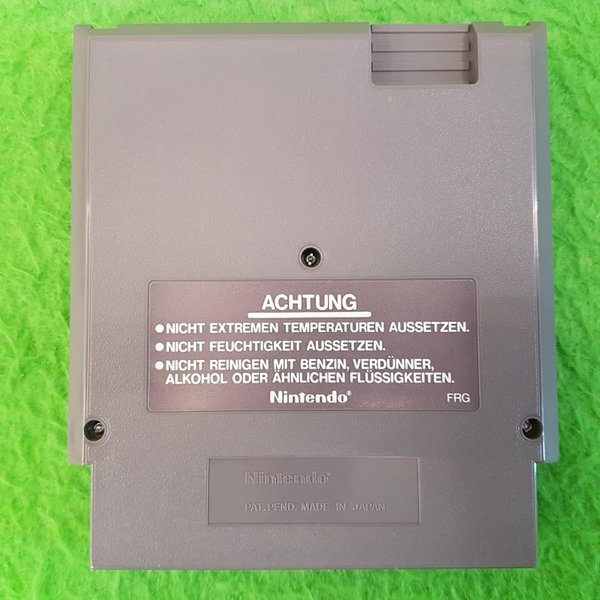 ACHTUNG
•NICHT EXTREMEN TEMPERATUREN AUSSETZEN.
•NICHT FEUCHTIGKEIT AUSSETZEN.
•NICHT REINIGEN MIT BENZIN, VERDÜNNER,
ALKOHOL ODER ÄHNLICHEN FLÜSSIGKEITEN.
Nintendo®
FRG
Nintendo®
PAT. PEND. MADE IN JAPAN